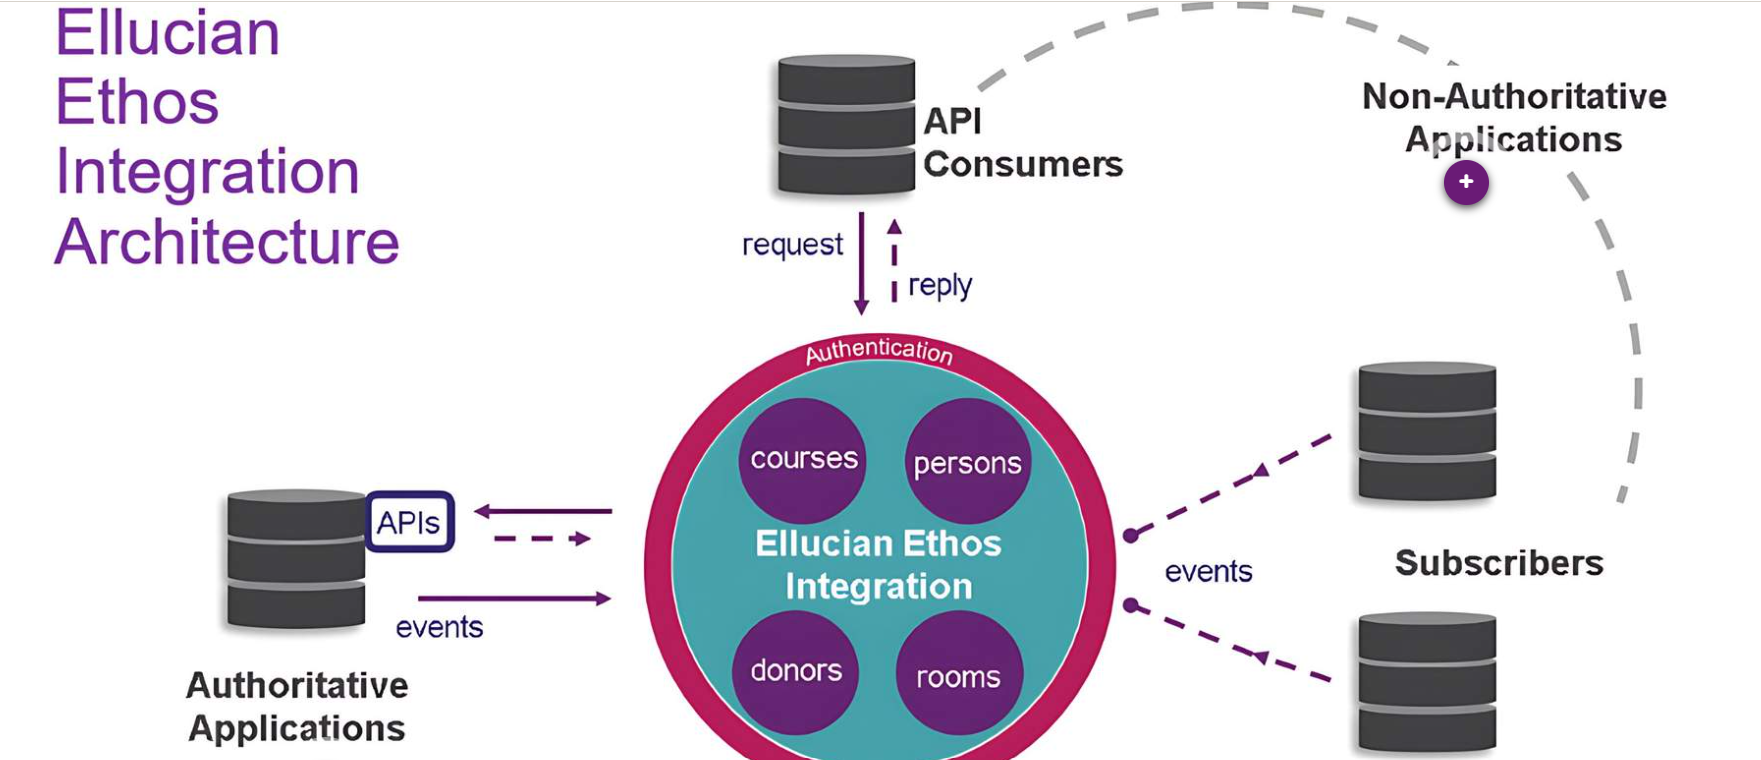 Ellucian
Ethos
Integration
Architecture
API
Consumers
Non-Authoritative
Applications
+
request
reply
Authentication
courses
persons
Ellucian Ethos
Integration
donors
rooms
APIs
events
Authoritative
Applications
events
Subscribers